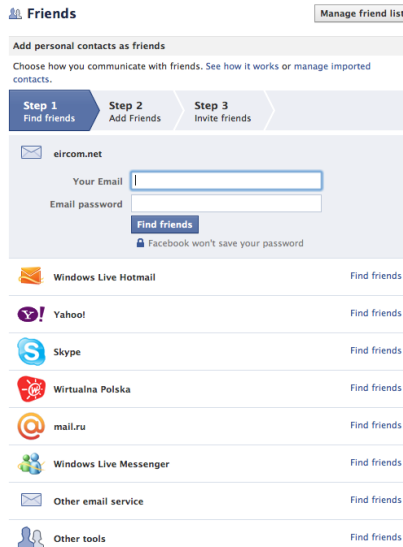 Friends
Manage friend list
Add personal contacts as friends
Choose how you communicate with friends. See how it works or manage imported
contacts.
Step 1
Find friends
Step 2
Add Friends
Step 3
Invite friends
eircom.net
Your Email
Email password
Find friends
Facebook won't save your password
Windows Live Hotmail Find friends
Y! Yahoo! Find friends
S Skype Find friends
Wirtualna Polska Find friends
@ mail.ru Find friends
Windows Live Messenger Find friends
Other email service Find friends
Other tools Find friends